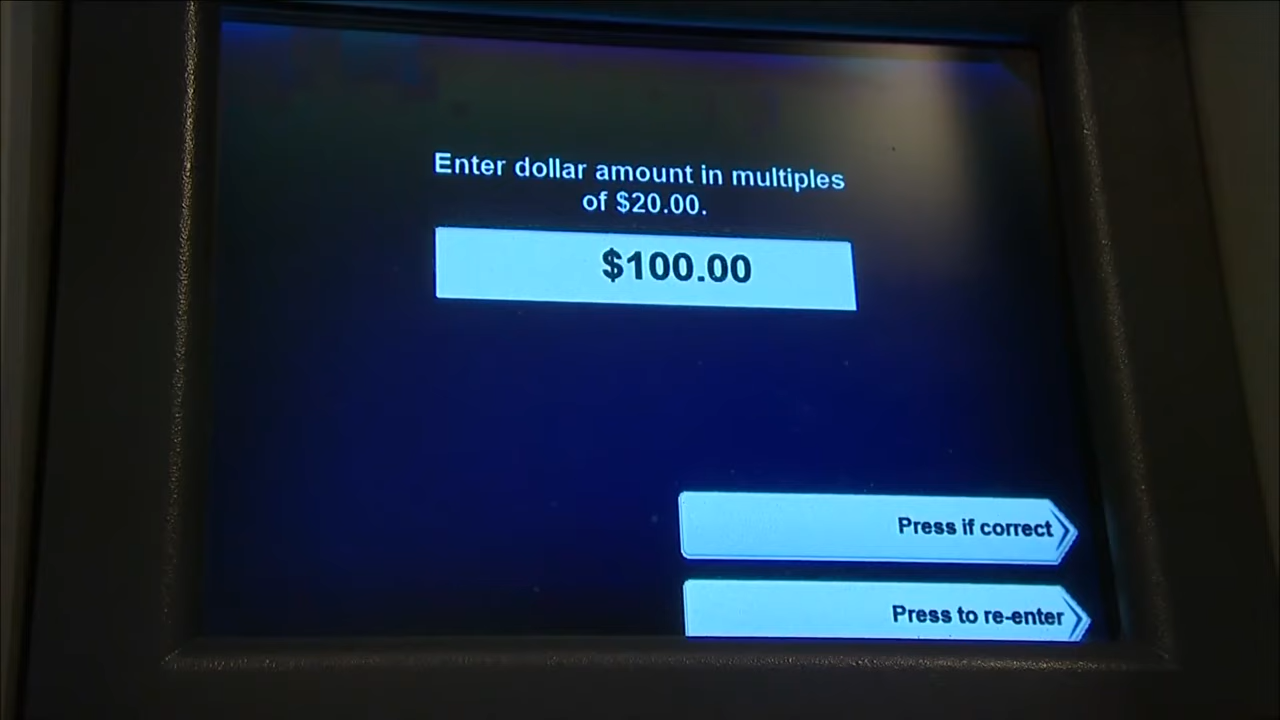 Enter dollar amount in multiples
of $20.00.
$100.00
Press if correct
Press to re-enter